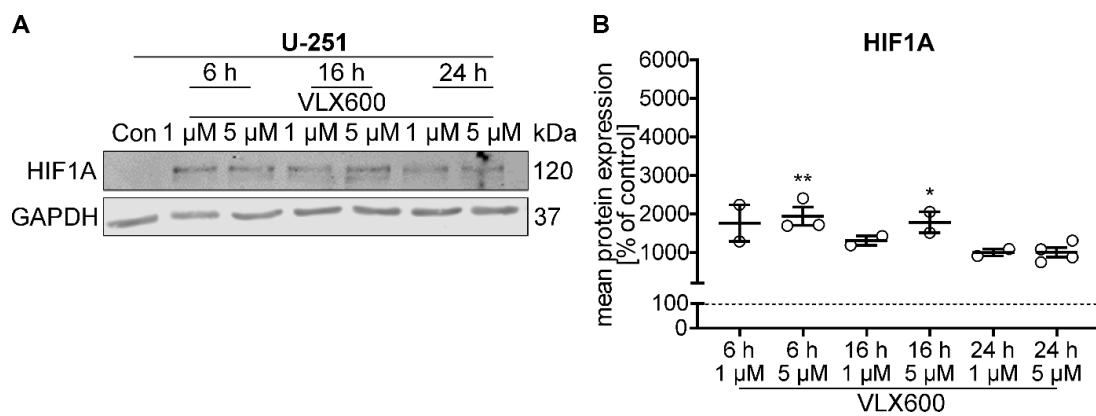 A
U-251
6 h 16 h 24 h
VLX600
Con 1 µM 5 µM 1 µM 5 µM 1 µM 5 µM kDa
HIF1A 120
GAPDH 37
B
HIF1A
mean protein expression
[% of control]
6000
5000
4000
3000
2000
1000
100
0
** *
6 h 6 h 16 h 16 h 24 h 24 h
1 µM 5 µM 1 µM 5 µM 1 µM 5 µM
VLX600